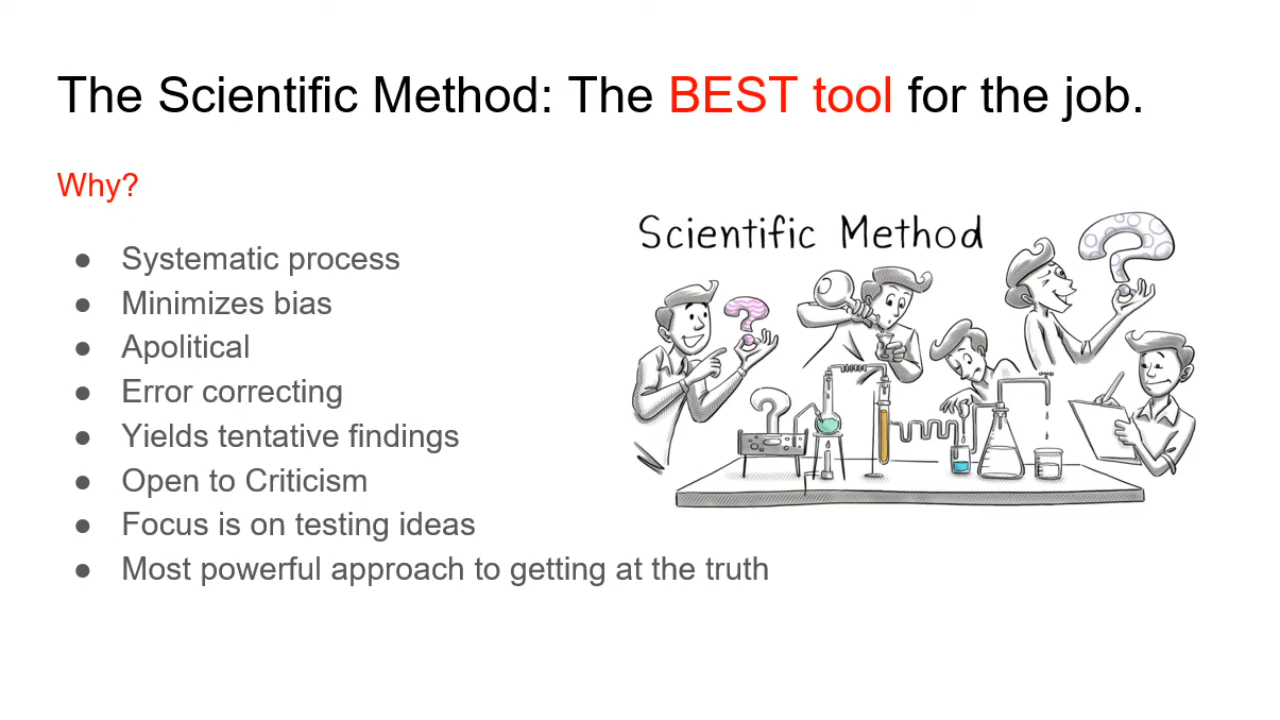 The Scientific Method: The BEST tool for the job.
Why?
● Systematic process
● Minimizes bias
● Apolitical
● Error correcting
● Yields tentative findings
● Open to Criticism
● Focus is on testing ideas
● Most powerful approach to getting at the truth
Scientific Method